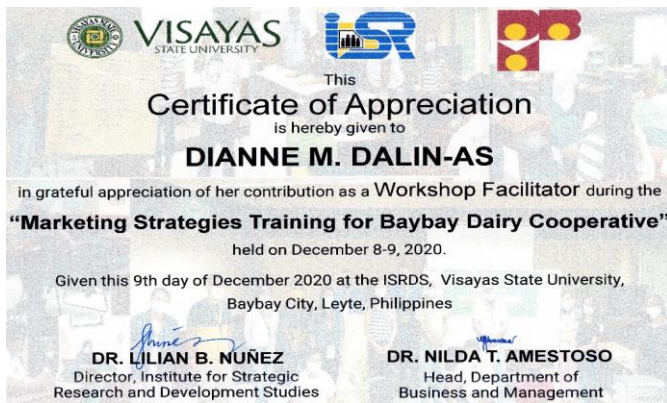 VISAYAS
STATE UNIVERSITY
ISR
This
Certificate of Appreciation
is hereby given to
DIANNE M. DALIN-AS
in grateful appreciation of her contribution as a Workshop Facilitator during the
“Marketing Strategies Training for Baybay Dairy Cooperative”
held on December 8-9, 2020.
Given this 9th day of December 2020 at the ISRDS, Visayas State University,
Baybay City, Leyte, Philippines
DR. LILIAN B. NUÑEZ
Director, Institute for Strategic
Research and Development Studies
DR. NILDA T. AMESTOSO
Head, Department of
Business and Management